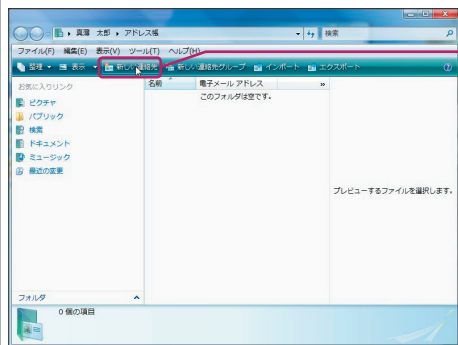 真薄 太郎 ▸ アドレス帳
検索
ファイル(F) 編集(E) 表示(V) ツール(T) ヘルプ(H)
整理 表示 新しい連絡先 新しい連絡先グループ インポート エクスポート
お気に入りリンク
名前 電子メール アドレス »
このフォルダは空です。
ピクチャ
パブリック
検索
ドキュメント
ミュージック
最近の変更
プレビューするファイルを選択します。
フォルダ
0 個の項目